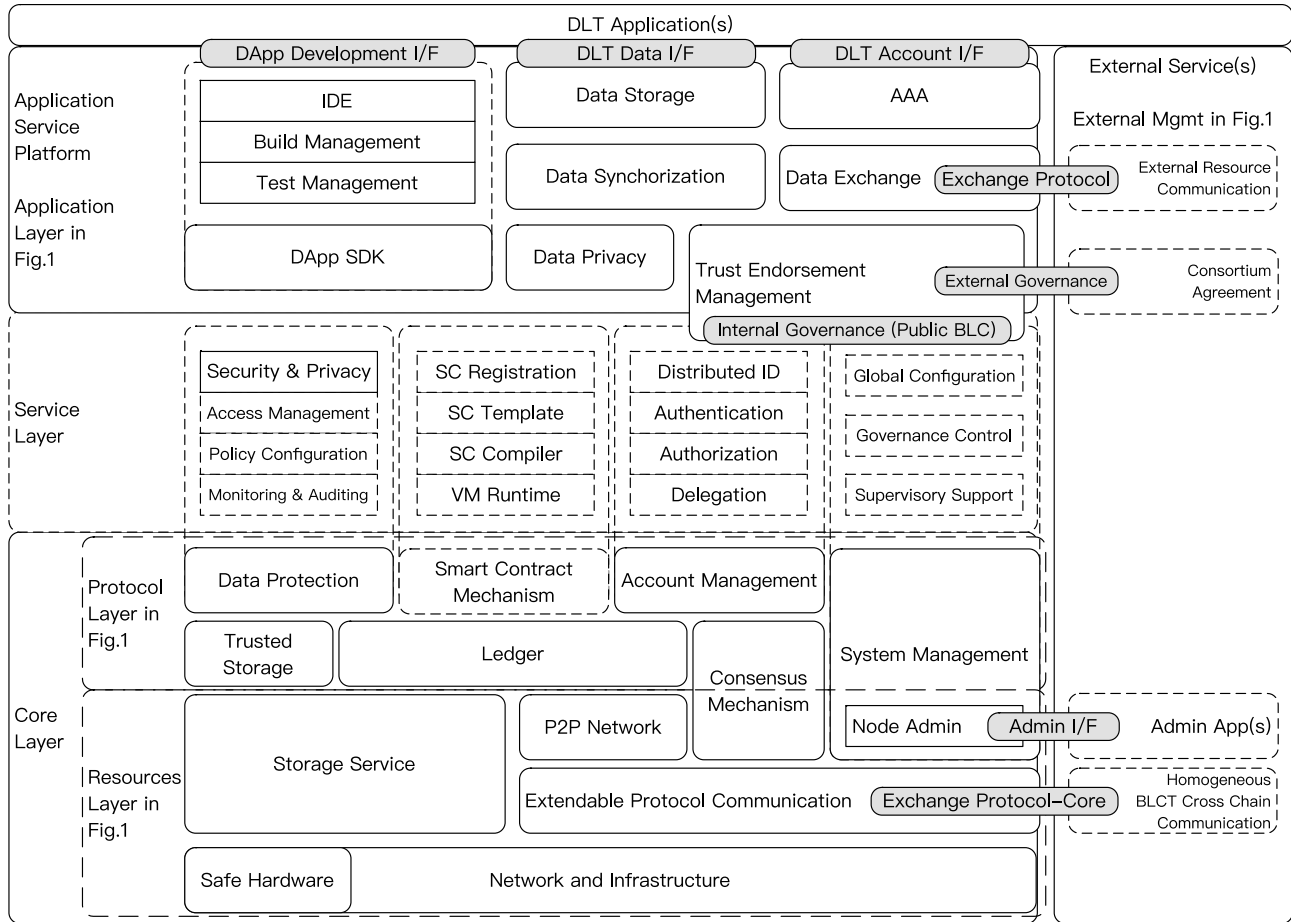 DLT Application(s)
DApp Development I/F
DLT Data I/F
DLT Account I/F
External Service(s)
External Mgmt in Fig.1
Application
Service
Platform
Application
Layer in
Fig.1
IDE
Build Management
Test Management
DApp SDK
Data Storage
Data Synchorization
Data Privacy
AAA
Data Exchange
Exchange Protocol
External Resource
Communication
Trust Endorsement
Management
External Governance
Consortium
Agreement
Internal Governance (Public BLC)
Service
Layer
Security & Privacy
Access Management
Policy Configuration
Monitoring & Auditing
SC Registration
SC Template
SC Compiler
VM Runtime
Distributed ID
Authentication
Authorization
Delegation
Global Configuration
Governance Control
Supervisory Support
Core
Layer
Protocol
Layer in
Fig.1
Data Protection
Smart Contract
Mechanism
Account Management
Trusted
Storage
Ledger
Consensus
Mechanism
System Management
Resources
Layer in
Fig.1
Storage Service
P2P Network
Node Admin
Admin I/F
Admin App(s)
Extendable Protocol Communication
Exchange Protocol-Core
Homogeneous
BLCT Cross Chain
Communication
Safe Hardware
Network and Infrastructure